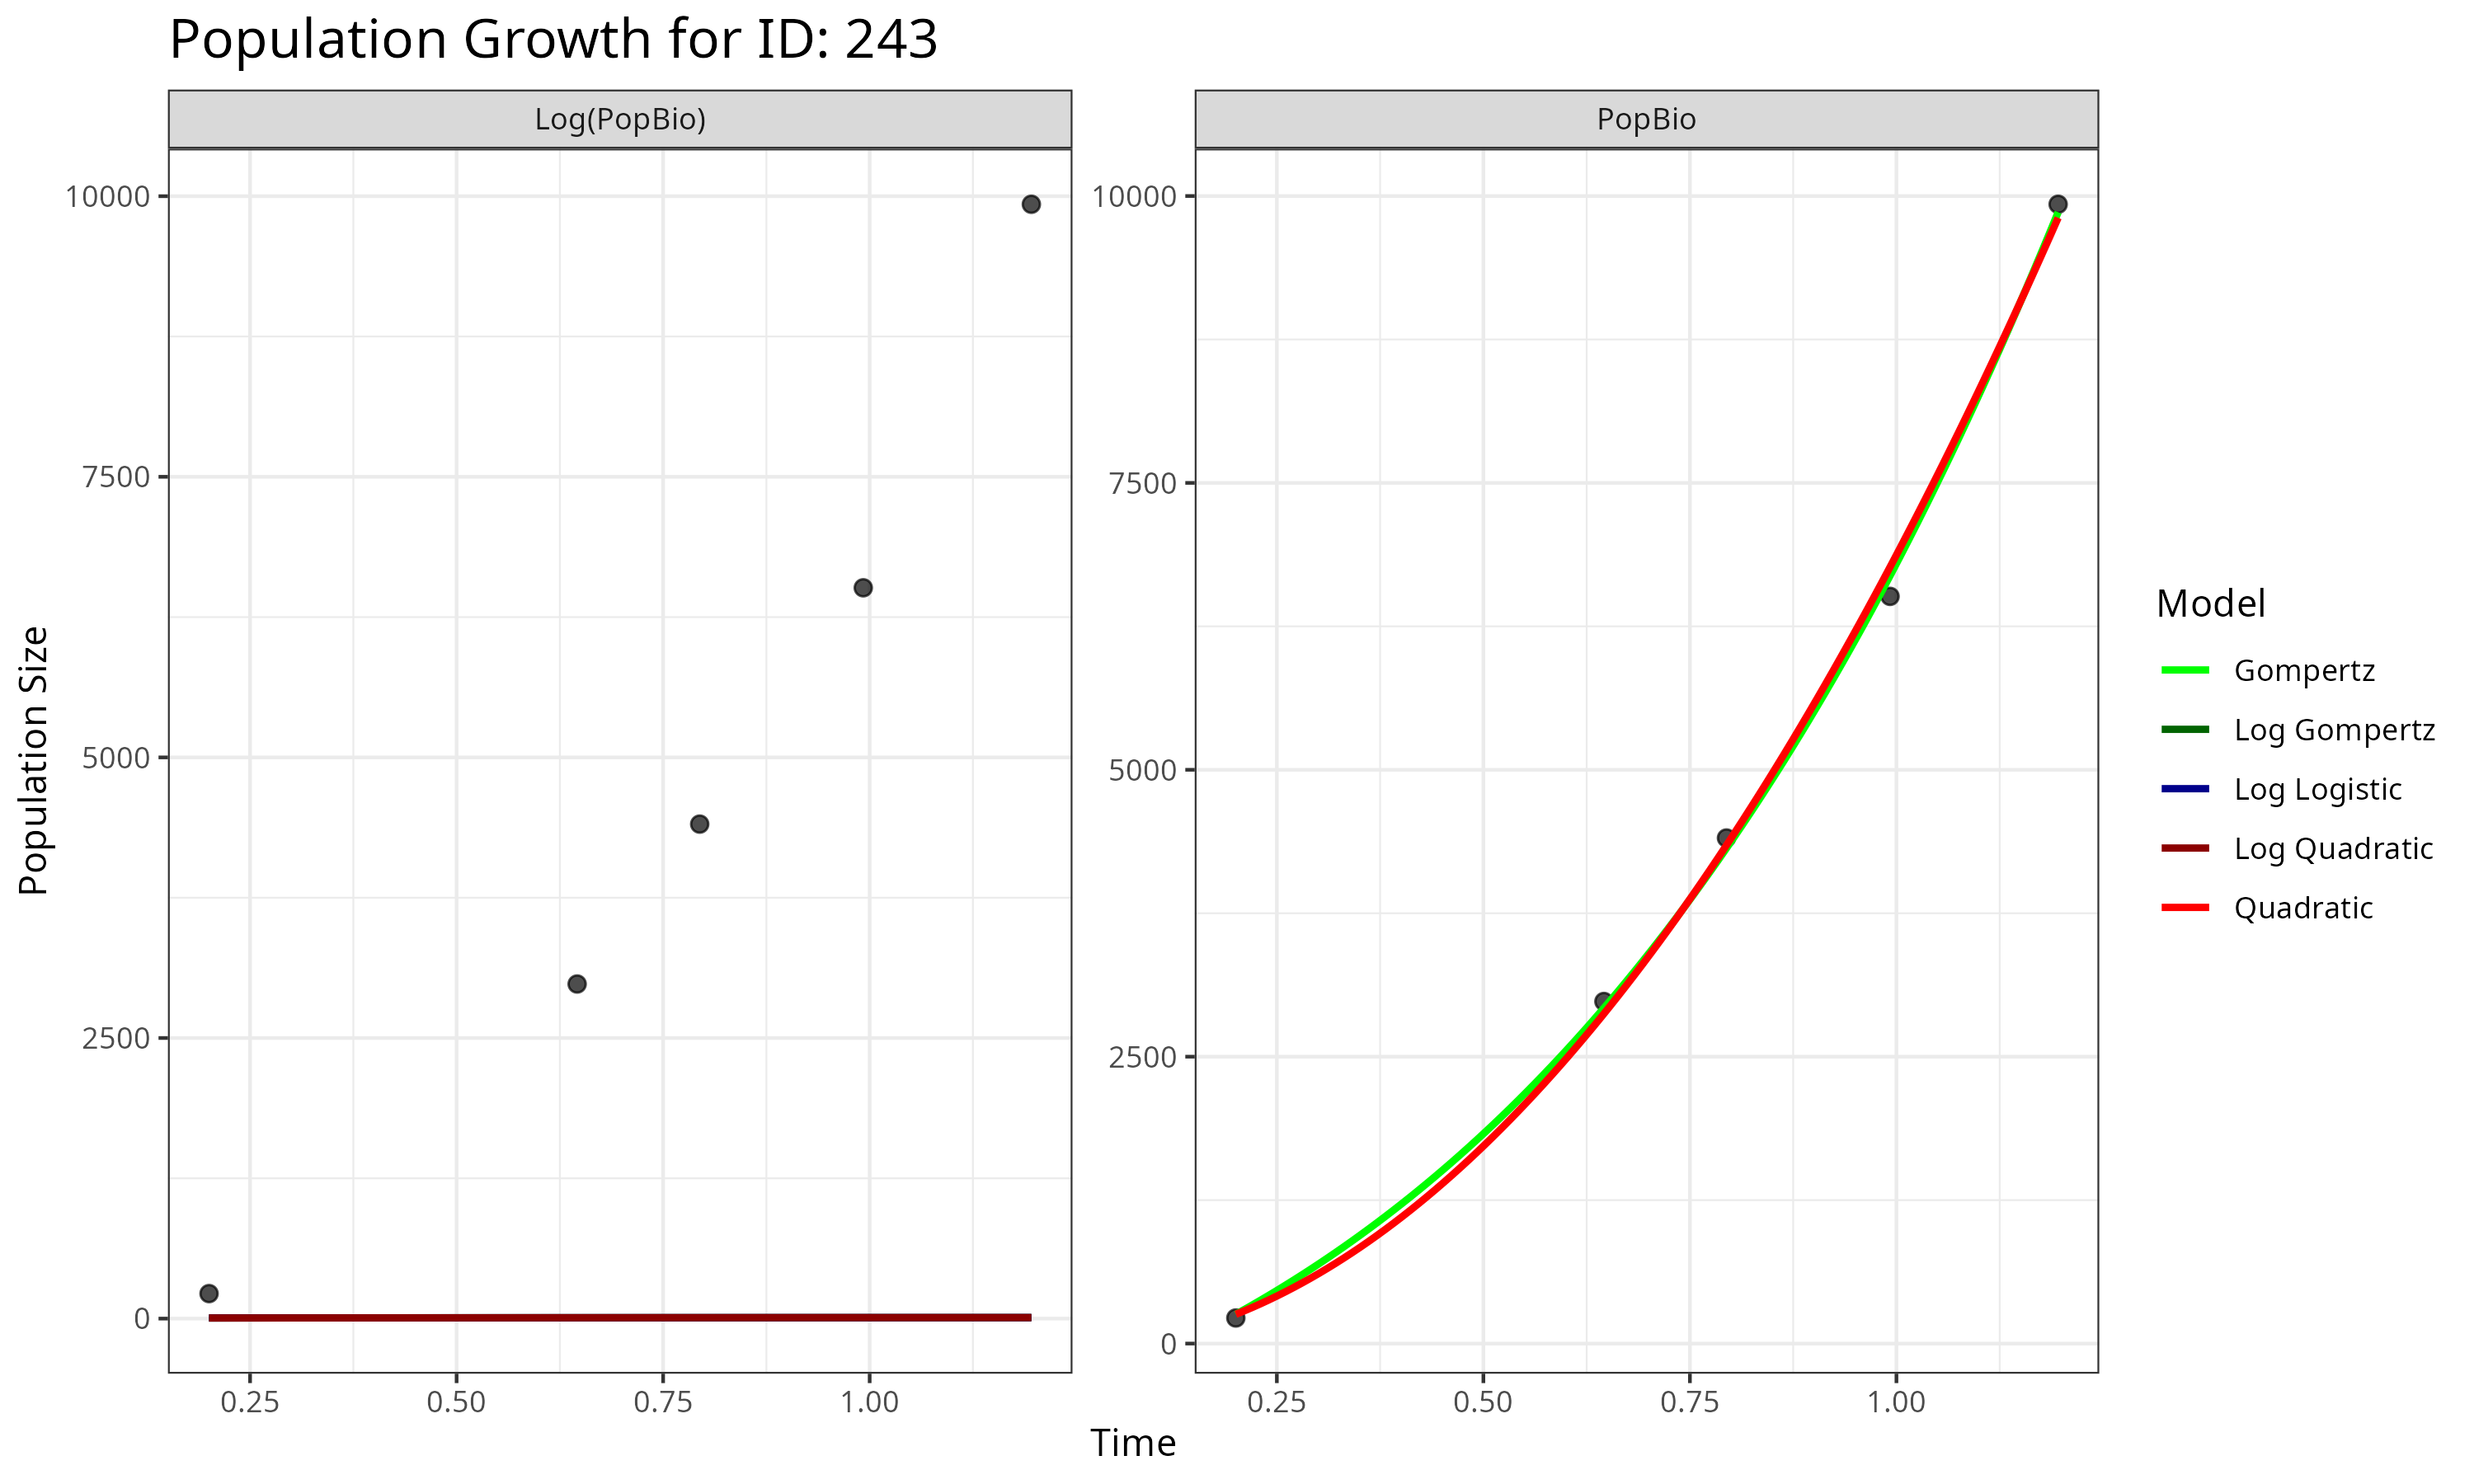 Population Growth for ID: 243
Log(PopBio)
PopBio
Population Size
10000
7500
5000
2500
0
0.25 0.50 0.75 1.00
10000
7500
5000
2500
0
0.25 0.50 0.75 1.00
Time
Model
Gompertz
Log Gompertz
Log Logistic
Log Quadratic
Quadratic